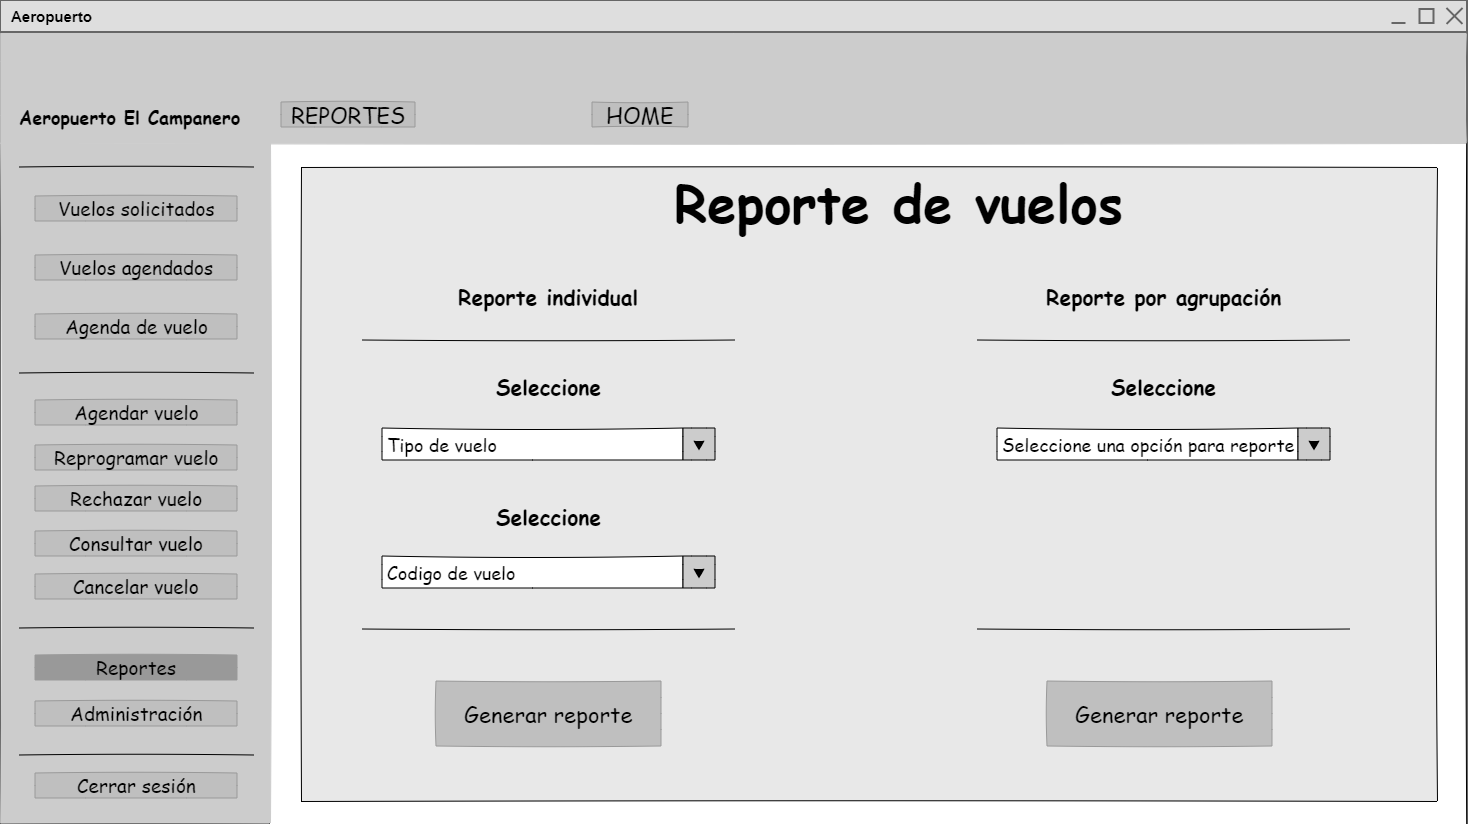 Aeropuerto
Aeropuerto El Campanero
REPORTES
HOME
Vuelos solicitados
Vuelos agendados
Agenda de vuelo
Agendar vuelo
Reprogramar vuelo
Rechazar vuelo
Consultar vuelo
Cancelar vuelo
Reportes
Administración
Cerrar sesión
Reporte de vuelos
Reporte individual
Seleccione
Tipo de vuelo
Seleccione
Codigo de vuelo
Generar reporte
Reporte por agrupación
Seleccione
Seleccione una opción para reporte
Generar reporte